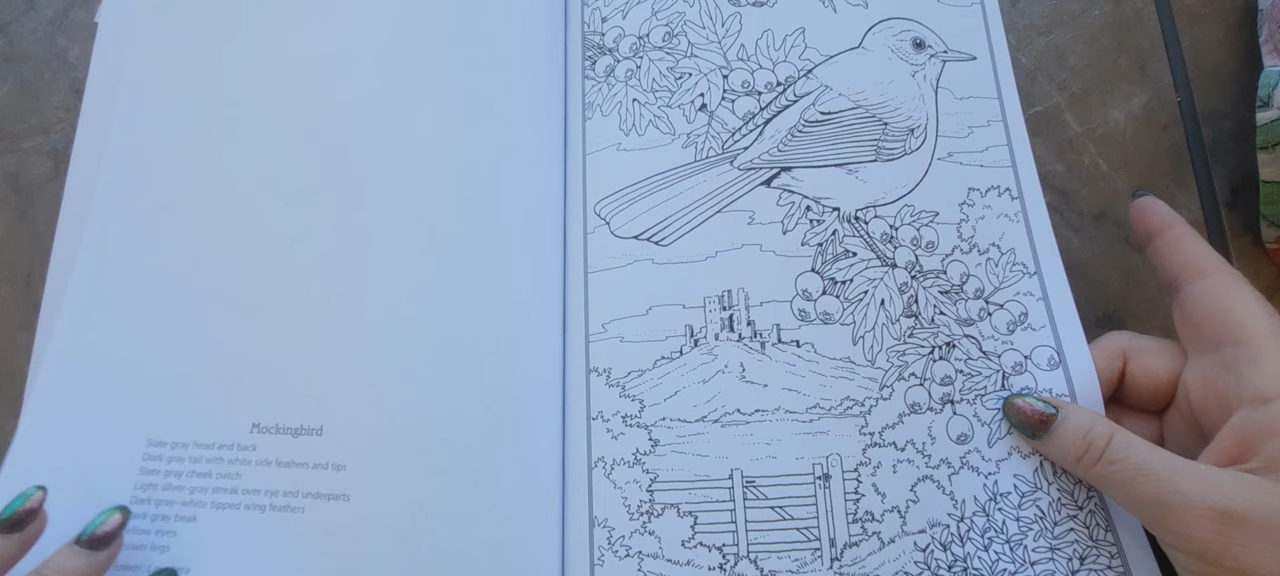 Mockingbird
Slate gray head and back
Dark gray tail with white side feathers and tips
Slate gray cheek patch
Light silver-gray streak over eye and underparts
Dark gray-white tipped wing feathers
gray beak
eyes
legs